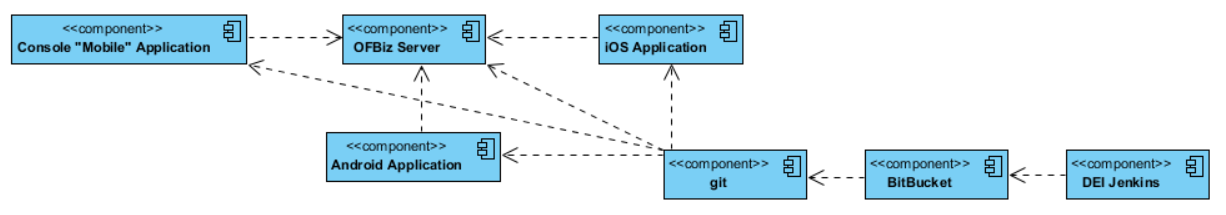 <<component>>
Console "Mobile" Application
<<component>>
OFBiz Server
<<component>>
iOS Application
<<component>>
Android Application
<<component>>
git
<<component>>
BitBucket
<<component>>
DEI Jenkins